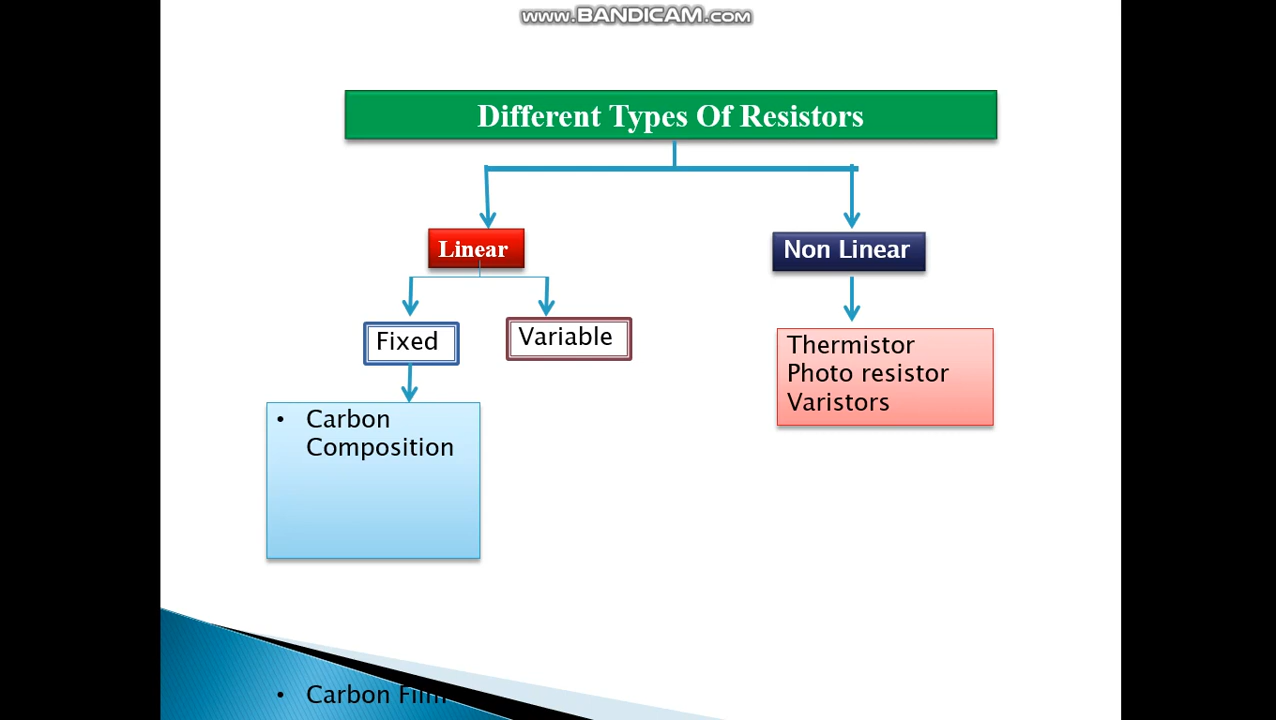 www.BANDICAM.com
Different Types Of Resistors
Linear
Non Linear
Fixed
Variable
Thermistor
Photo resistor
Varistors
• Carbon
Composition
• Carbon Film